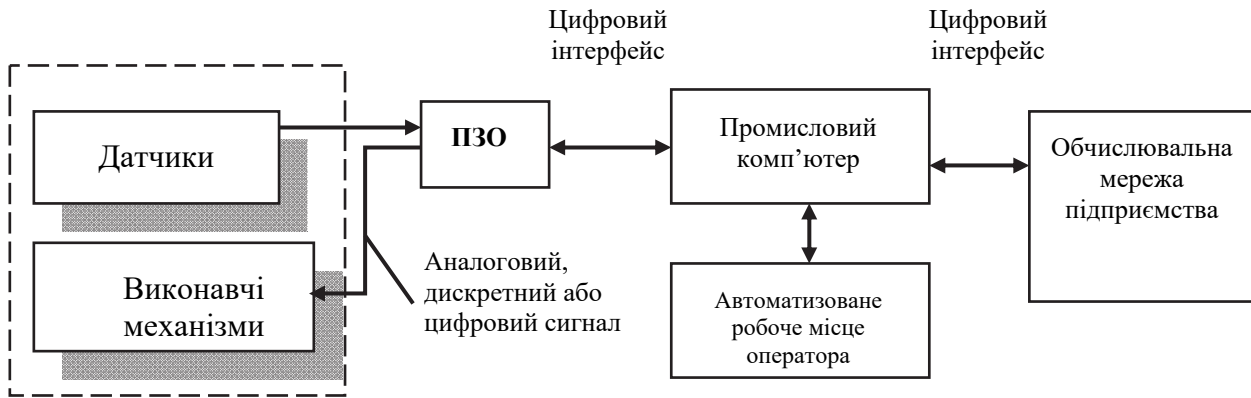 Цифровий
інтерфейс
Цифровий
інтерфейс
Датчики
ПЗО
Промисловий
комп’ютер
Обчислювальна
мережа
підприємства
Виконавчі
механізми
Аналоговий,
дискретний або
цифровий сигнал
Автоматизоване
робоче місце
оператора